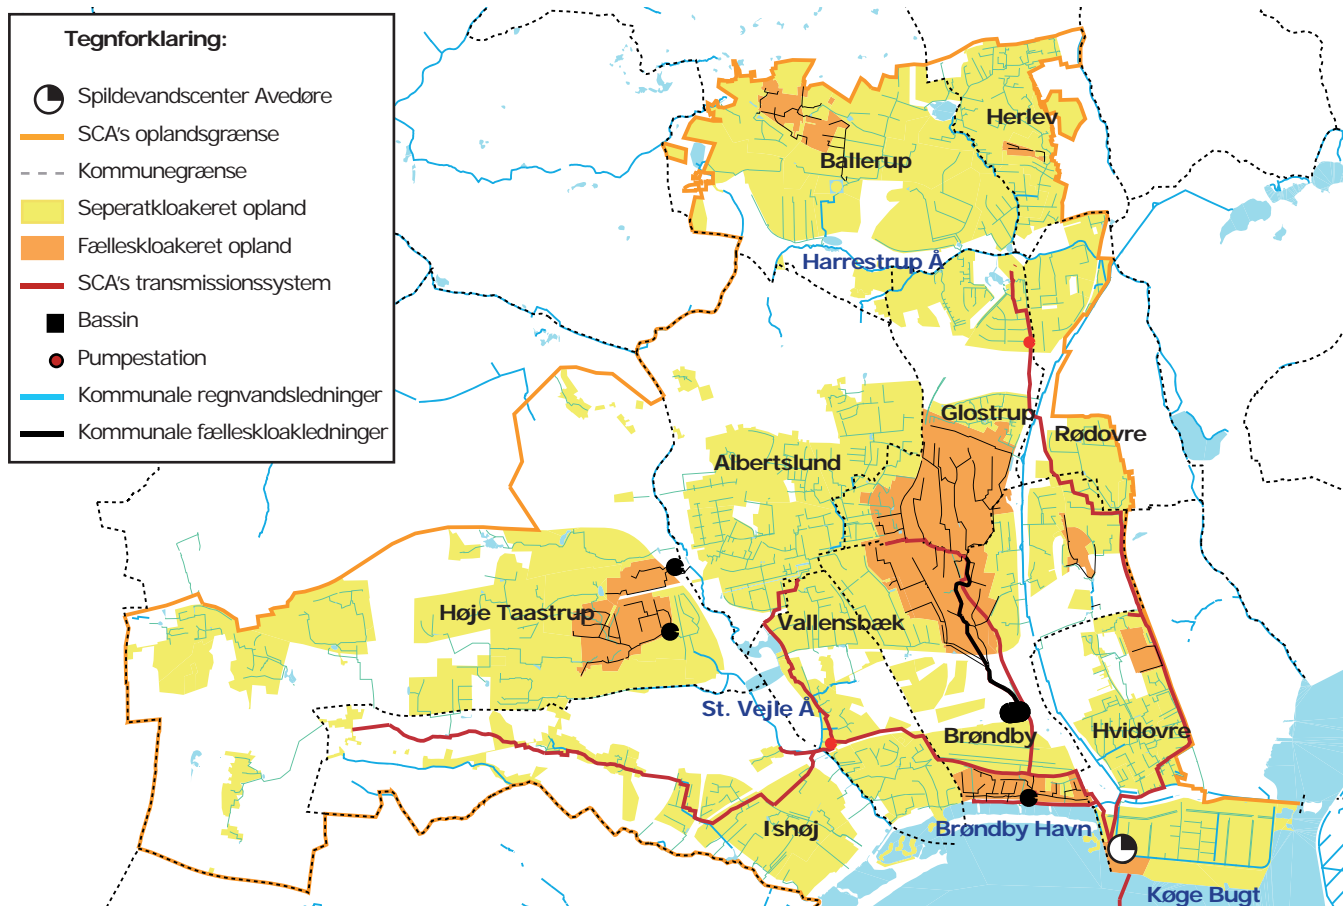 Tegnforklaring:
Spildevandscenter Avedøre
SCA's oplandsgrænse
Kommunegrænse
Seperatkloakeret opland
Fælleskloakeret opland
SCA's transmissionssystem
Bassin
Pumpestation
Kommunale regnvandsledninger
Kommunale fælleskloakledninger
Herlev
Ballerup
Harrestrup Å
Glostrup
Rødovre
Albertslund
Høje Taastrup
Vallensbæk
St. Vejle Å
Brøndby
Hvidovre
Ishøj
Brøndby Havn
Køge Bugt